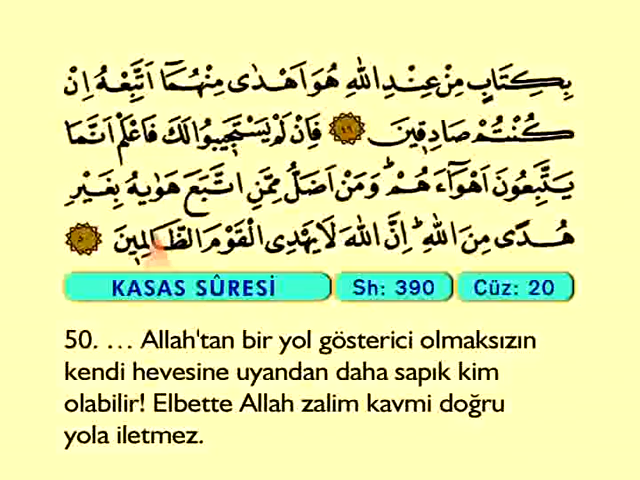 بِكِتَابٍ مِنْ عِنْدِ اللّٰهِ هُوَ اَهْدٰى مِنْهُمَٓا اَتَّبِعْهُ اِنْ
كُنْتُمْ صَادِقٖينَ ٤٩ فَاِنْ لَمْ يَسْتَجٖيبُوا لَكَ فَاعْلَمْ اَنَّمَا
يَتَّبِعُونَ اَهْوَٓاءَهُمْۜ وَمَنْ اَضَلُّ مِمَّنِ اتَّبَعَ هَوٰيهُ بِغَيْرِ
هُدًى مِنَ اللّٰهِۜ اِنَّ اللّٰهَ لَا يَهْدِى الْقَوْمَ الظَّالِمٖينَ ٥٠
KASAS SÛRESİ Sh: 390 Cüz: 20
50. … Allah'tan bir yol gösterici olmaksızın
kendi hevesine uyandan daha sapık kim
olabilir! Elbette Allah zalim kavmi doğru
yola iletmez.